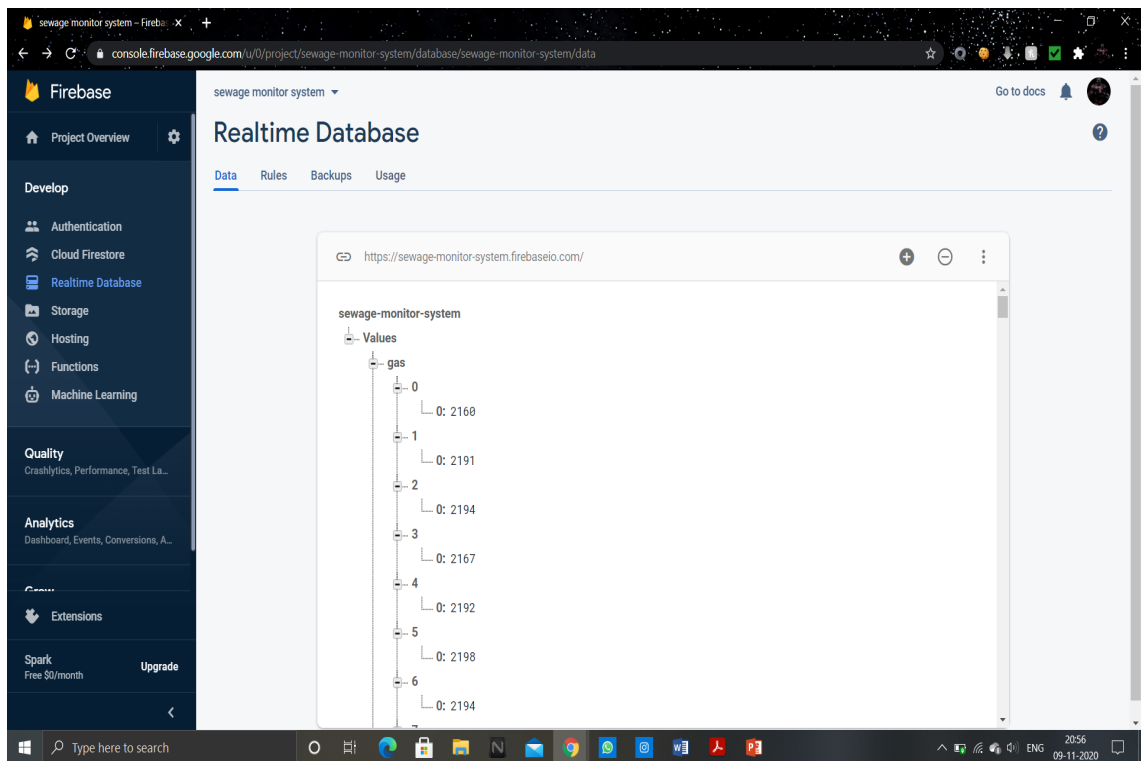 sewage monitor system – Fireba
console.firebase.google.com/u/0/project/sewage-monitor-system/database/sewage-monitor-system/data
Firebase
sewage monitor system
Go to docs
Project Overview
Realtime Database
Data Rules Backups Usage
Develop
Authentication
Cloud Firestore
Realtime Database
Storage
Hosting
Functions
Machine Learning
Quality
Crashlytics, Performance, Test La...
Analytics
Dashboard, Events, Conversions, A...
Grow
Extensions
Spark
Free $0/month
Upgrade
https://sewage-monitor-system.firebaseio.com/
sewage-monitor-system
Values
gas
0
0: 2160
1
0: 2191
2
0: 2194
3
0: 2167
4
0: 2192
5
0: 2198
6
0: 2194
Type here to search
ENG
20:56
09-11-2020